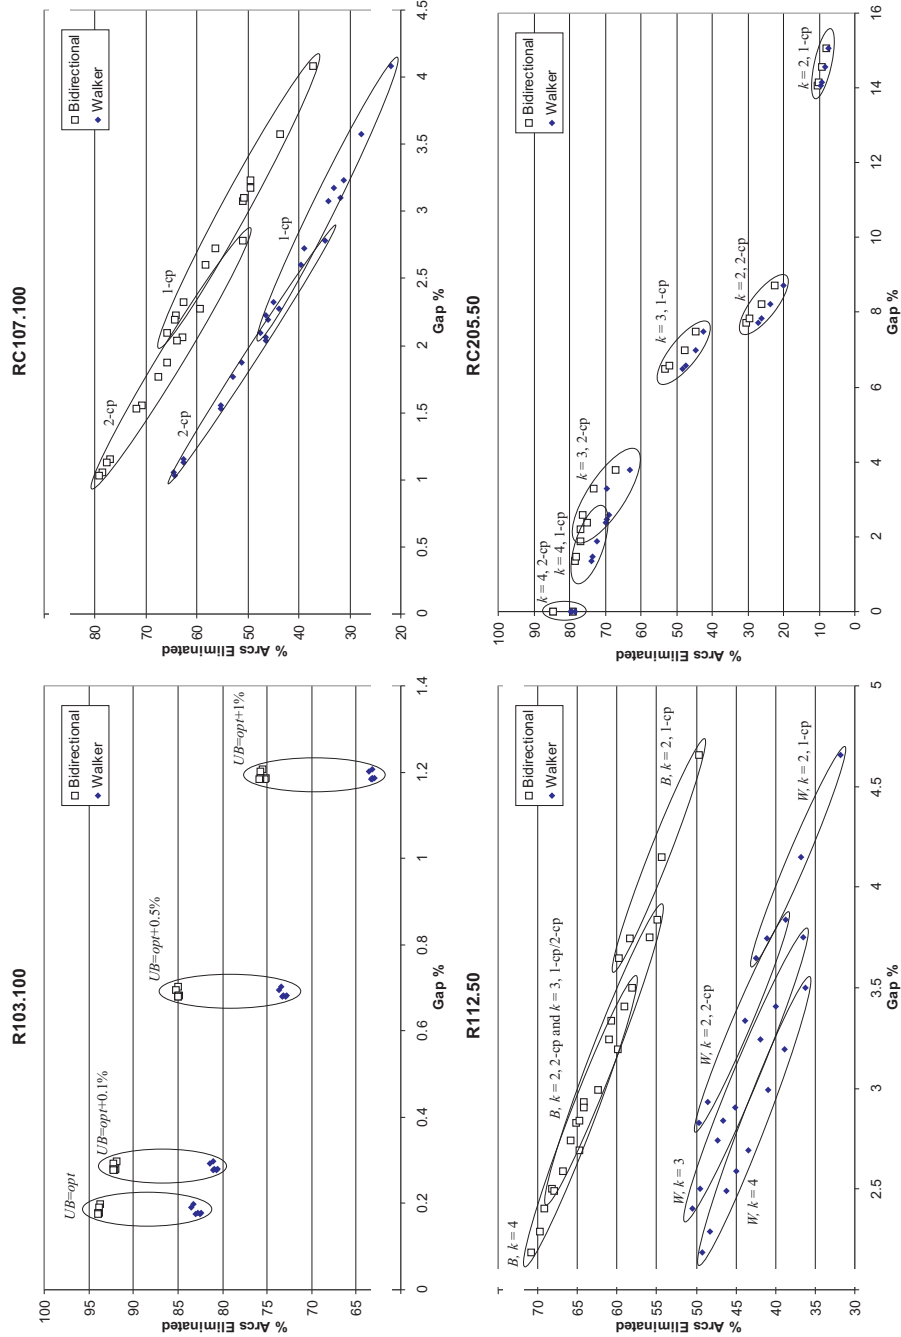 R103.100
% Arcs Eliminated
100
95
90
85
80
75
70
65
0
0.2
0.4
0.6
0.8
1
1.2
1.4
Gap %
UB=opt
UB=opt+0.1%
UB=opt+0.5%
UB=opt+1%
Bidirectional
Walker
RC107.100
% Arcs Eliminated
80
70
60
50
40
30
20
0
0.5
1
1.5
2
2.5
3
3.5
4
4.5
Gap %
2-cp
1-cp
2-cp
1-cp
Bidirectional
Walker
R112.50
% Arcs Eliminated
70
65
60
55
50
45
40
35
30
2.5
3
3.5
4
4.5
5
Gap %
B, k = 4
B, k = 2, 2-cp and k = 3, 1-cp/2-cp
B, k = 2, 1-cp
W, k = 3
W, k = 4
W, k = 2, 2-cp
W, k = 2, 1-cp
Bidirectional
Walker
RC205.50
% Arcs Eliminated
100
90
80
70
60
50
40
30
20
10
0
0
2
4
6
8
10
12
14
16
Gap %
k = 4, 2-cp
k = 4, 1-cp
k = 3, 2-cp
k = 3, 1-cp
k = 2, 2-cp
k = 2, 1-cp
Bidirectional
Walker